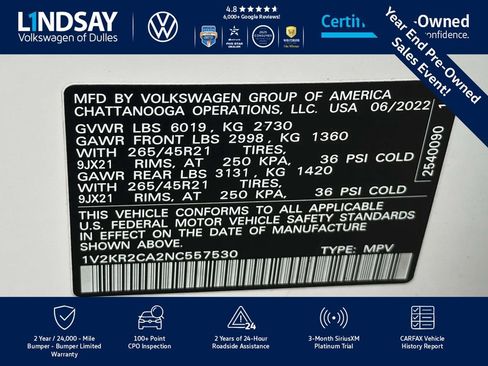 LINDSAY
Volkswagen of Dulles
4.8 ★★★★★
6,000+ Google Reviews!
Certif
-Owned
onfidence.
Year End Pre-Owned
Sales Event!
MFD BY VOLKSWAGEN GROUP OF AMERICA
CHATTANOOGA OPERATIONS, LLC. USA 06/2022
GVWR LBS 6019, KG 2730
GAWR FRONT LBS 2998, KG 1360
WITH 265/45R21 TIRES,
9JX21 RIMS, AT 250 KPA, 36 PSI COLD
GAWR REAR LBS 3131, KG 1420
WITH 265/45R21 TIRES,
9JX21 RIMS, AT 250 KPA, 36 PSI COLD
THIS VEHICLE CONFORMS TO ALL APPLICABLE
U.S. FEDERAL MOTOR VEHICLE SAFETY STANDARDS
IN EFFECT ON THE DATE OF MANUFACTURE
SHOWN ABOVE.
1V2KR2CA2NC557530 TYPE: MPV
2540090
2 Year / 24,000 - Mile
Bumper - Bumper Limited
Warranty
100+ Point
CPO Inspection
24
2 Years of 24-Hour
Roadside Assistance
3-Month SiriusXM
Platinum Trial
CARFAX Vehicle
History Report